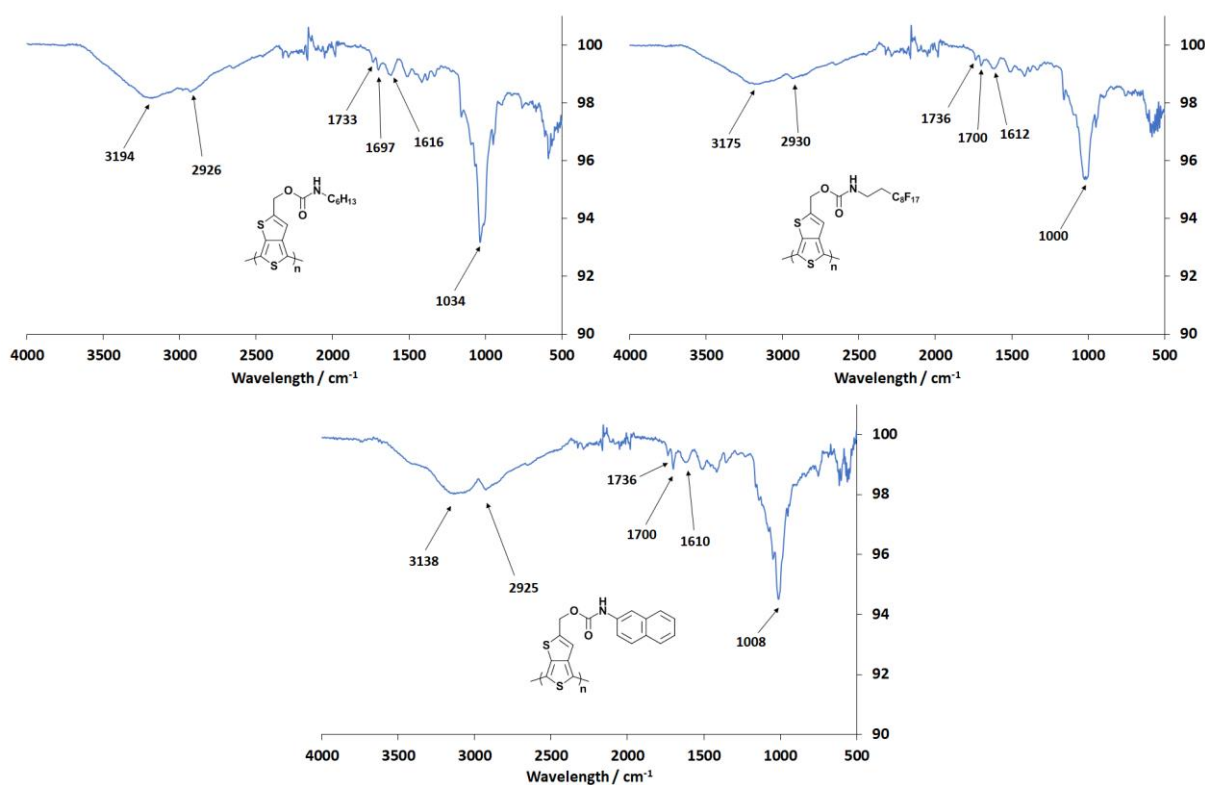 100
98
96
94
92
90
1733
1697
1616
3194
2926
1034
H
O N
C6H13
O
S
S
n
4000 3500 3000 2500 2000 1500 1000 500
Wavelength / cm-1
100
98
96
94
92
90
1736
1700
1612
3175
2930
1000
H
O N
C8F17
O
S
S
n
4000 3500 3000 2500 2000 1500 1000 500
Wavelength / cm-1
100
98
96
94
92
90
1736
1700
1610
3138
2925
1008
H
O N
O
S
S
n
4000 3500 3000 2500 2000 1500 1000 500
Wavelength / cm-1